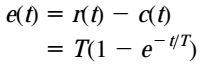 e(t) = r(t) − c(t)
= T(1 − e^{−t/T})